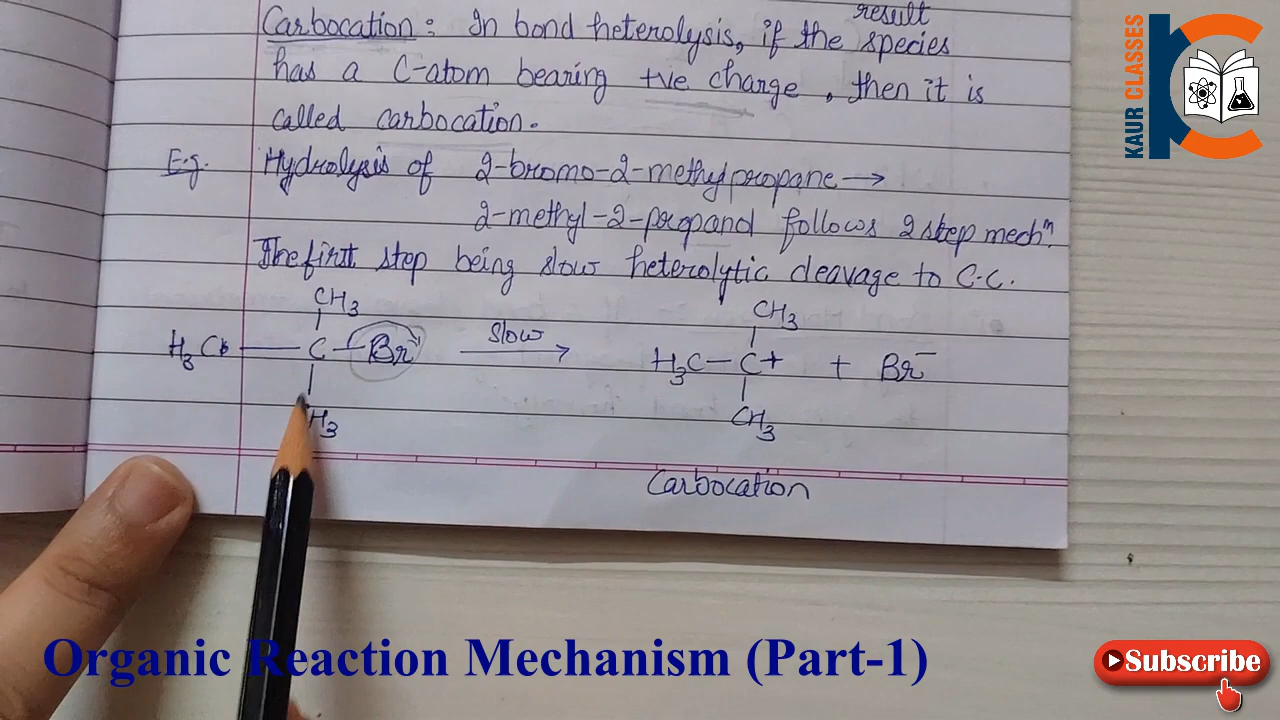 result
Carbocation : In bond heterolysis, if the species
has a C-atom bearing +ve charge , then it is
called carbocation.
E.g. Hydrolysis of 2-bromo-2-methyl propane →
2-methyl-2-propanol follows 2 step mechⁿ.
The first step being slow heterolytic cleavage to C.C.
CH3
H3C — C — Br
CH3
Slow →
CH3
H3C — C+ + Br⁻
CH3
Carbocation
KAUR CLASSES
KC
Organic Reaction Mechanism (Part-1)
Subscribe